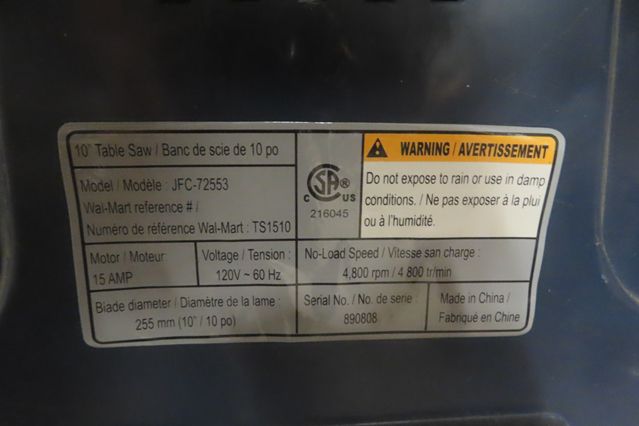 10" Table Saw / Banc de scie de 10 po
Model / Modèle : JFC-72553
Wal-Mart reference # /
Numéro de référence Wal-Mart : TS1510
Motor / Moteur:
15 AMP
Voltage / Tension :
120V ~ 60 Hz
Blade diameter / Diamètre de la lame :
255 mm (10" / 10 po)
CSA®
C US
216045
WARNING / AVERTISSEMENT
Do not expose to rain or use in damp
conditions. / Ne pas exposer à la plui
ou à l'humidité.
No-Load Speed / Vitesse san charge :
4,800 rpm / 4 800 tr/min
Serial No. / No. de serie :
890808
Made in China /
Fabriqué en Chine